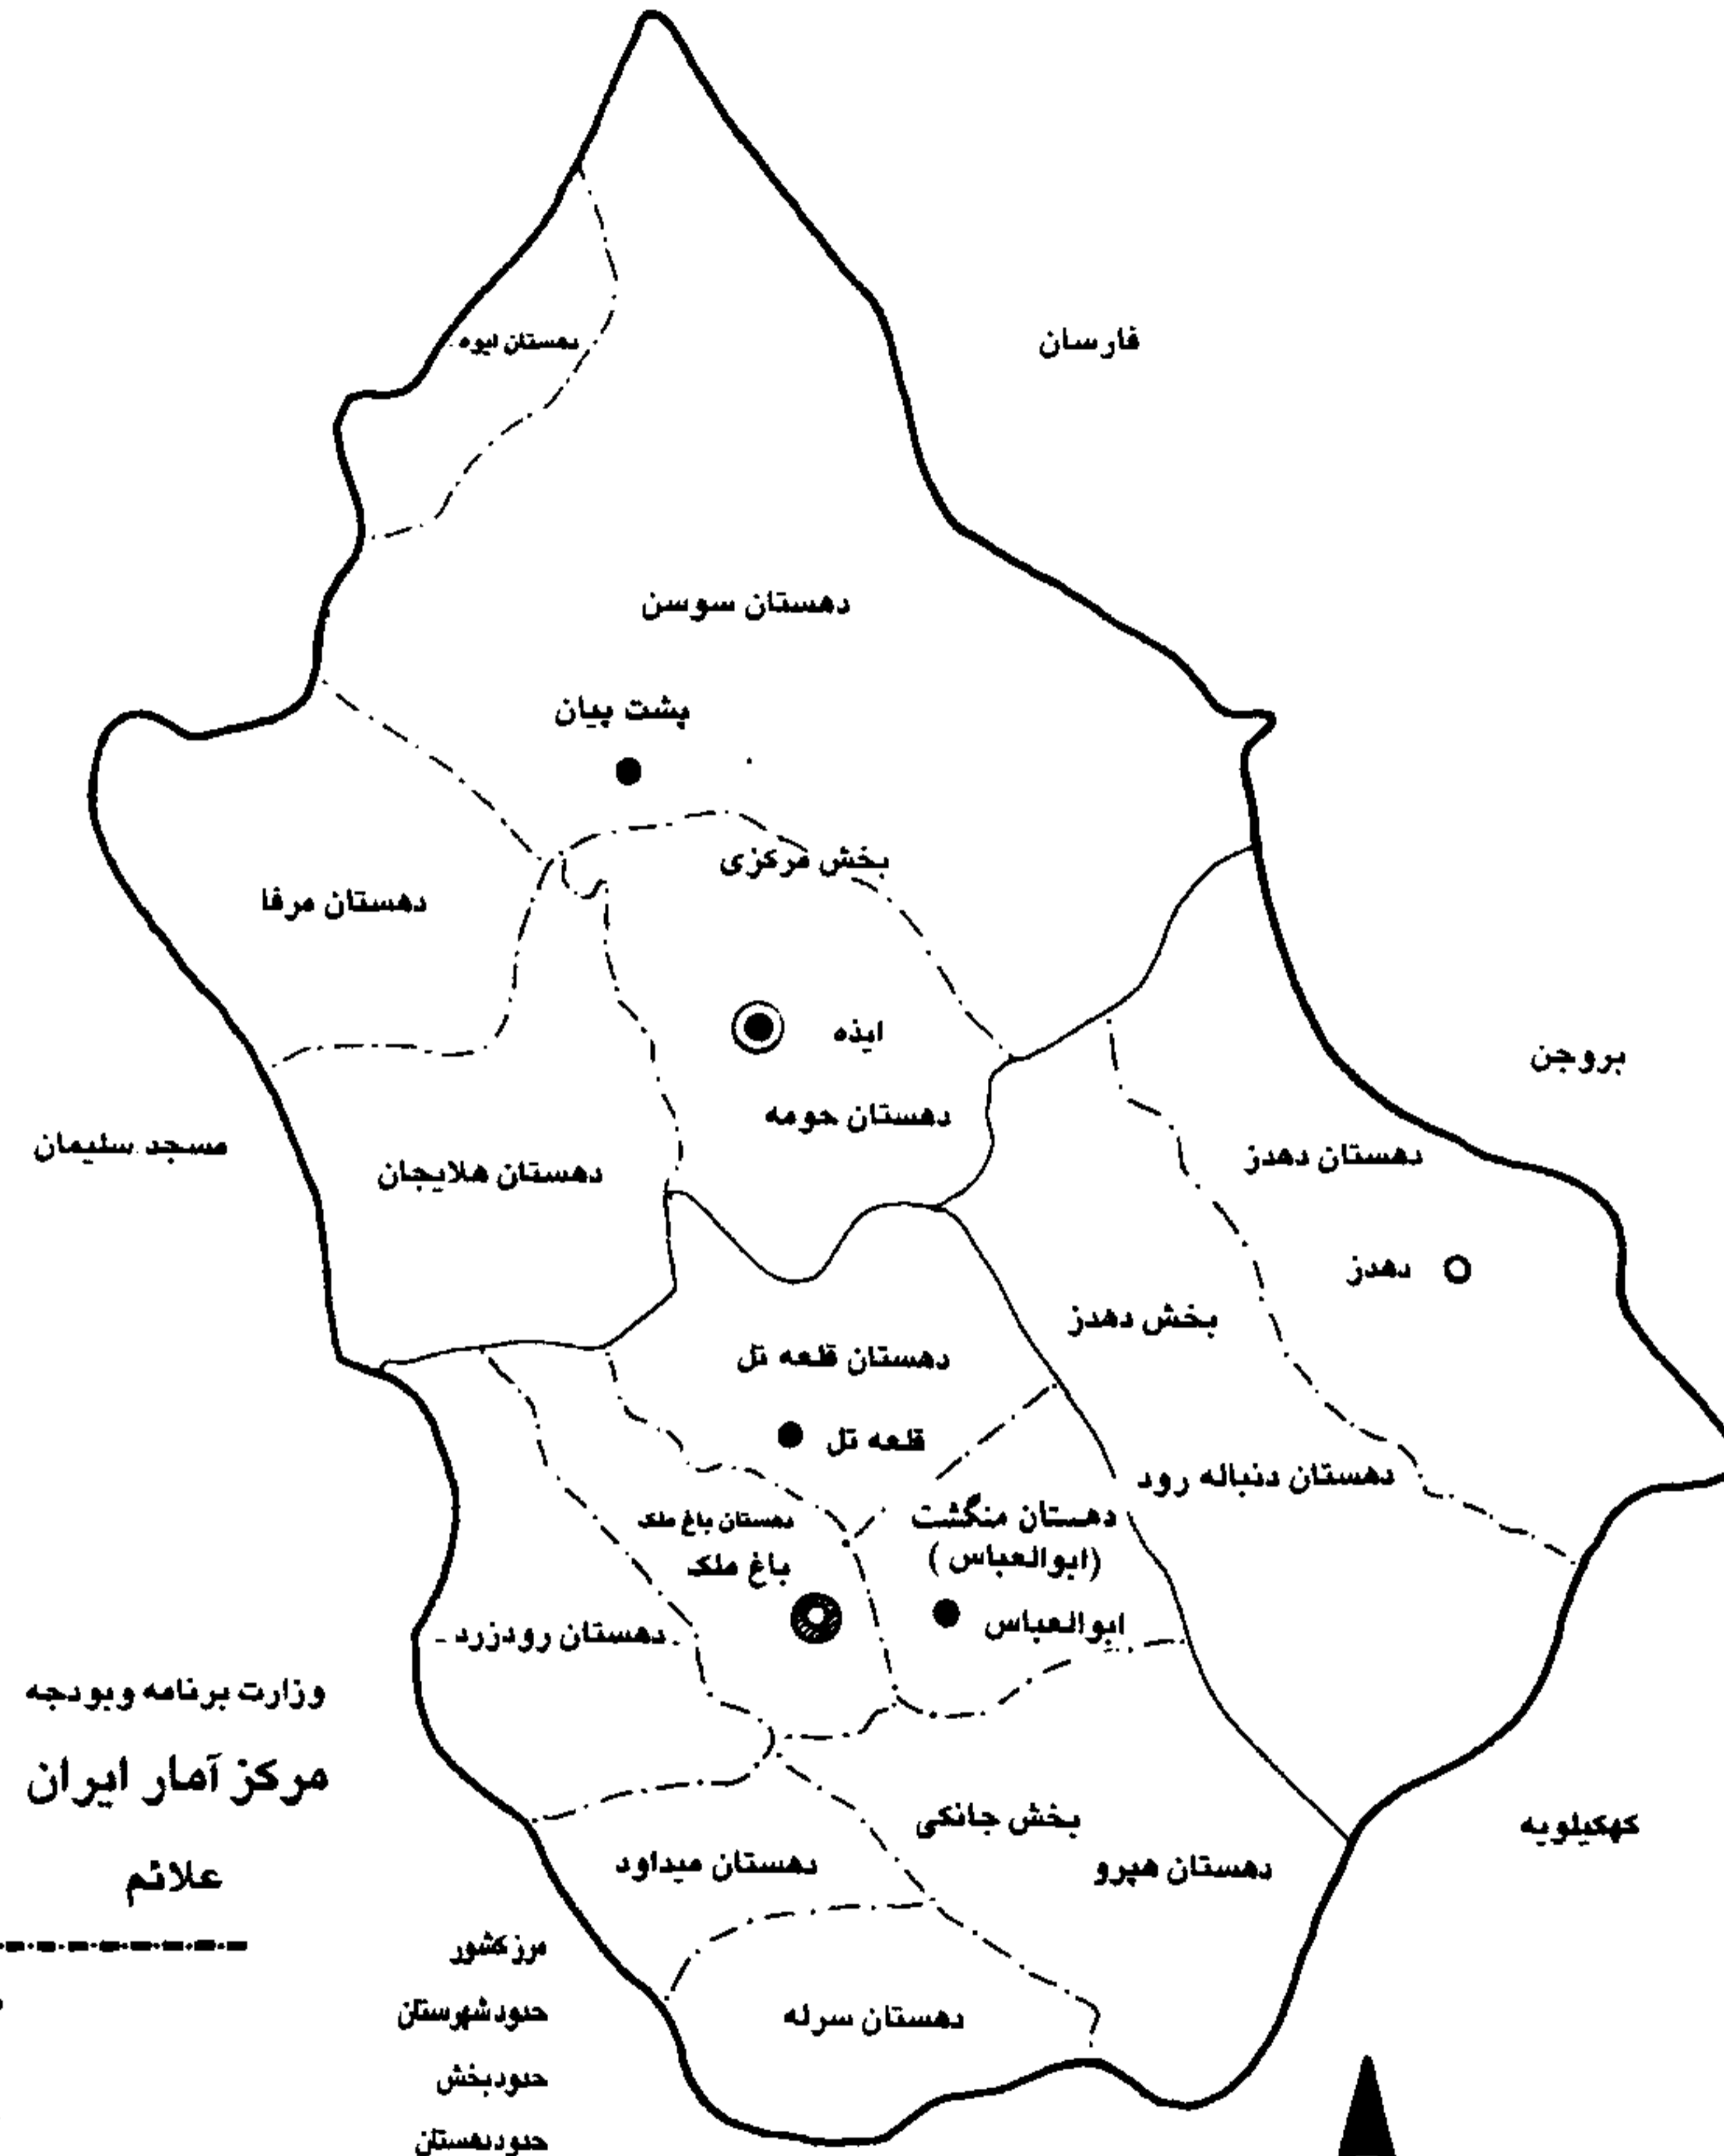 دهستان ایوه
فارسان
دهستان سوسن
پشت پیان
بخش مرکزی
دهستان مرفا
ایذه
بروجن
دهستان حومه
مسجد سلیمان
دهستان هلایجان
دهستان دهدز
دهدز
بخش دهدز
دهستان قلعه تل
قلعه تل
دهستان دنباله رود
دهستان منگشت
(ابوالعباس)
دهستان باغ ملک
باغ ملک
ابوالعباس
دهستان رودزرد
وزارت برنامه وبودجه
مرکز آمار ایران
بخش جانکی
کهکیلویه
دهستان میداود
دهستان هپرو
علائم
مرزکشور
حدودشهرستان
دهستان سرله
حدودبخش
حدوددهستان